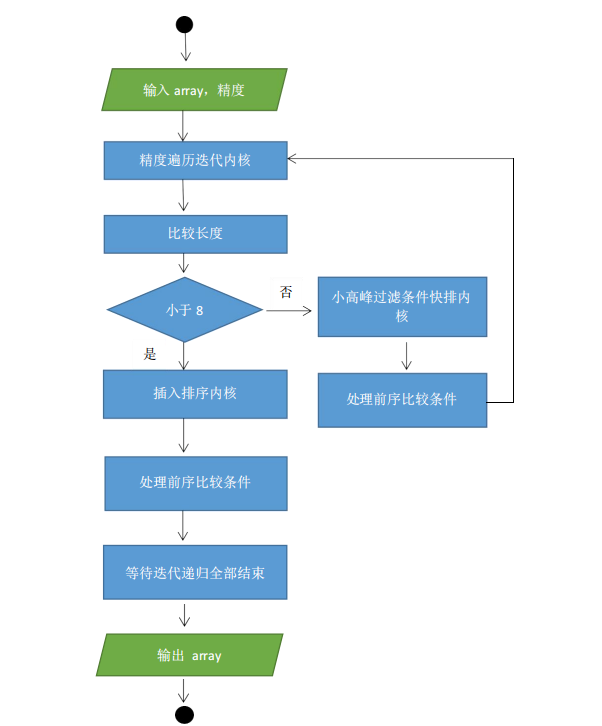 输入 array，精度
精度遍历迭代内核
比较长度
小于 8
否
小高峰过滤条件快排内
核
是
处理前序比较条件
插入排序内核
处理前序比较条件
等待迭代递归全部结束
输出 array